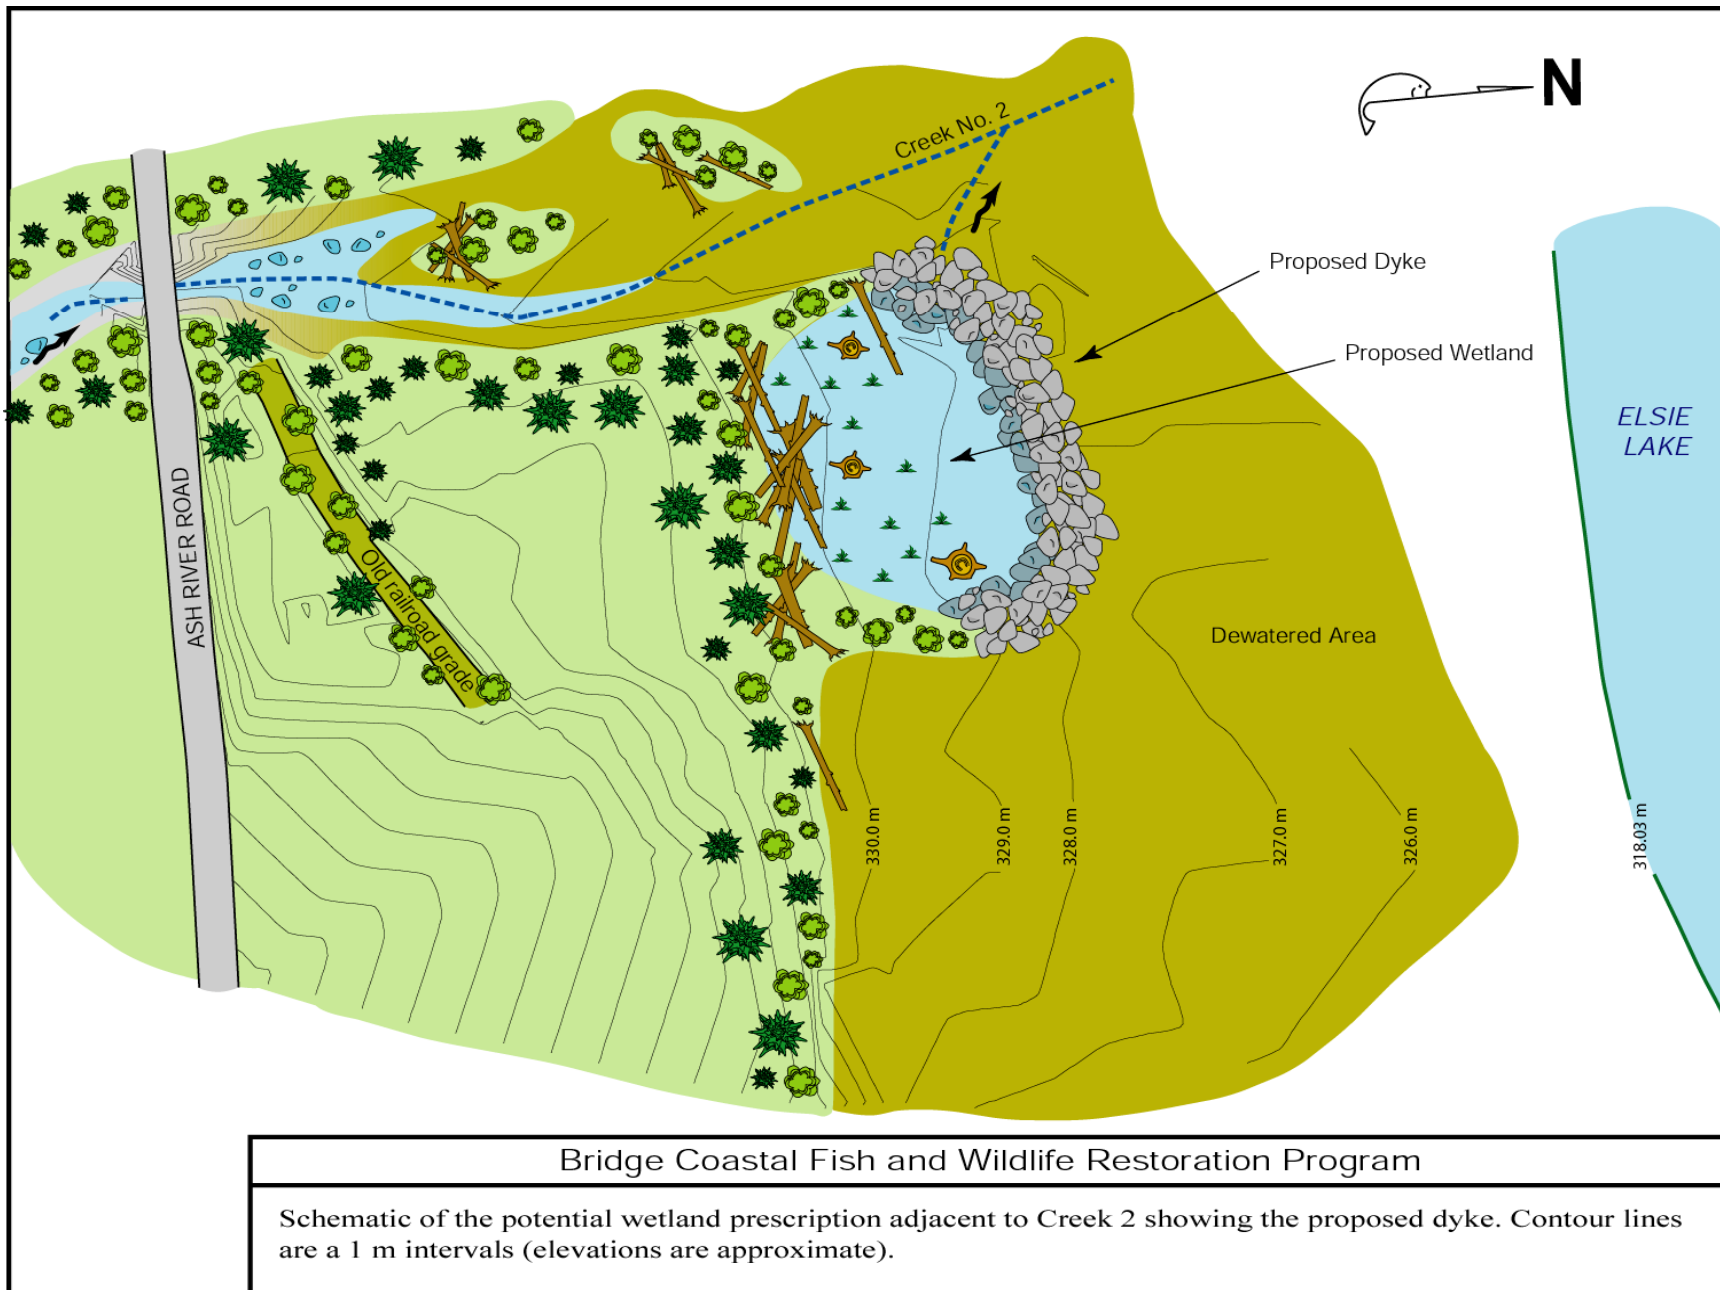 N
Creek No. 2
Proposed Dyke
Proposed Wetland
ELSIE
LAKE
ASH RIVER ROAD
Old railroad grade
Dewatered Area
330.0 m
329.0 m
328.0 m
327.0 m
326.0 m
318.03 m
Bridge Coastal Fish and Wildlife Restoration Program
Schematic of the potential wetland prescription adjacent to Creek 2 showing the proposed dyke. Contour lines
are a 1 m intervals (elevations are approximate).